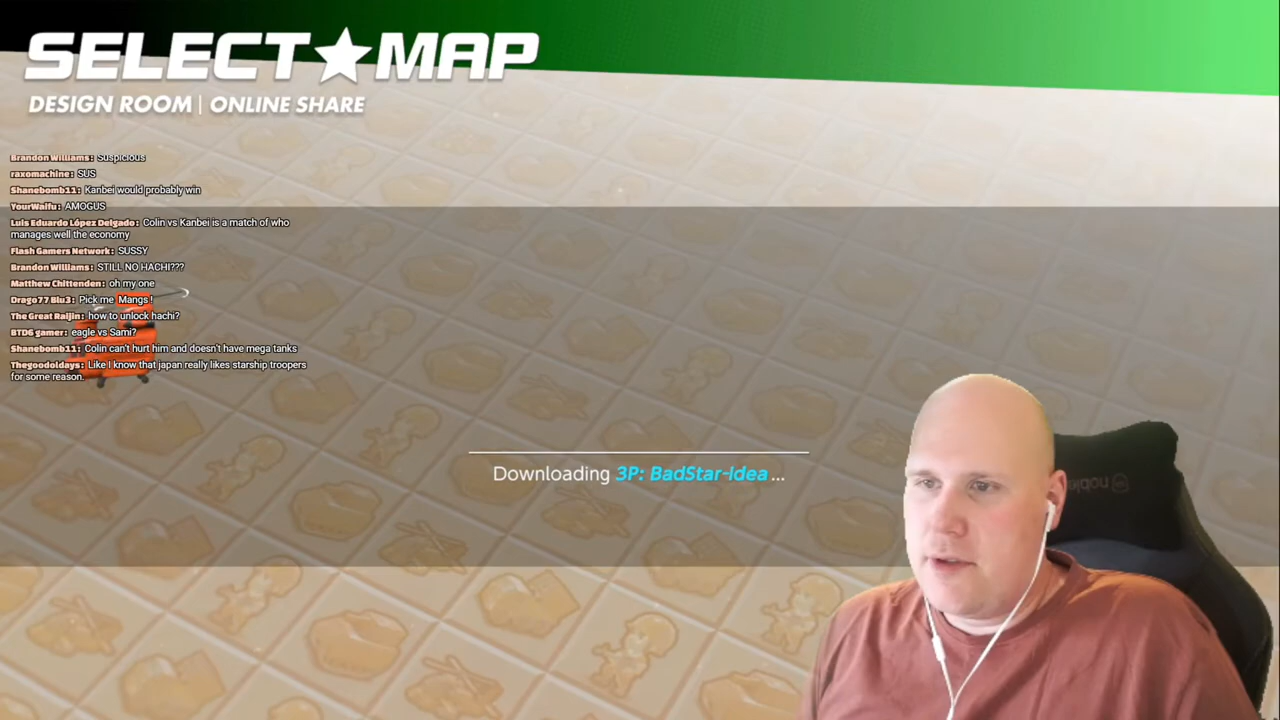 SELECT★MAP
DESIGN ROOM | ONLINE SHARE
Brandon Williams: Suspicious
raxomachine: SUS
Shanebomb11: Kanbei would probably win
YourWaifu: AMOGUS
Luis Eduardo López Delgado: Colin vs Kanbei is a match of who
manages well the economy
Flash Gamers Network: SUSSY
Brandon Williams: STILL NO HACHI???
Matthew Chittenden: oh my one
Drago77 Blu3: Pick me Mangs !
The Great Raijin: how to unlock hachi?
BTD6 gamer: eagle vs Sami?
Shanebomb11: Colin can't hurt him and doesn't have mega tanks
Thegoodoldays: Like I know that japan really likes starship troopers
for some reason.
Downloading 3P: BadStar-Idea...
noble